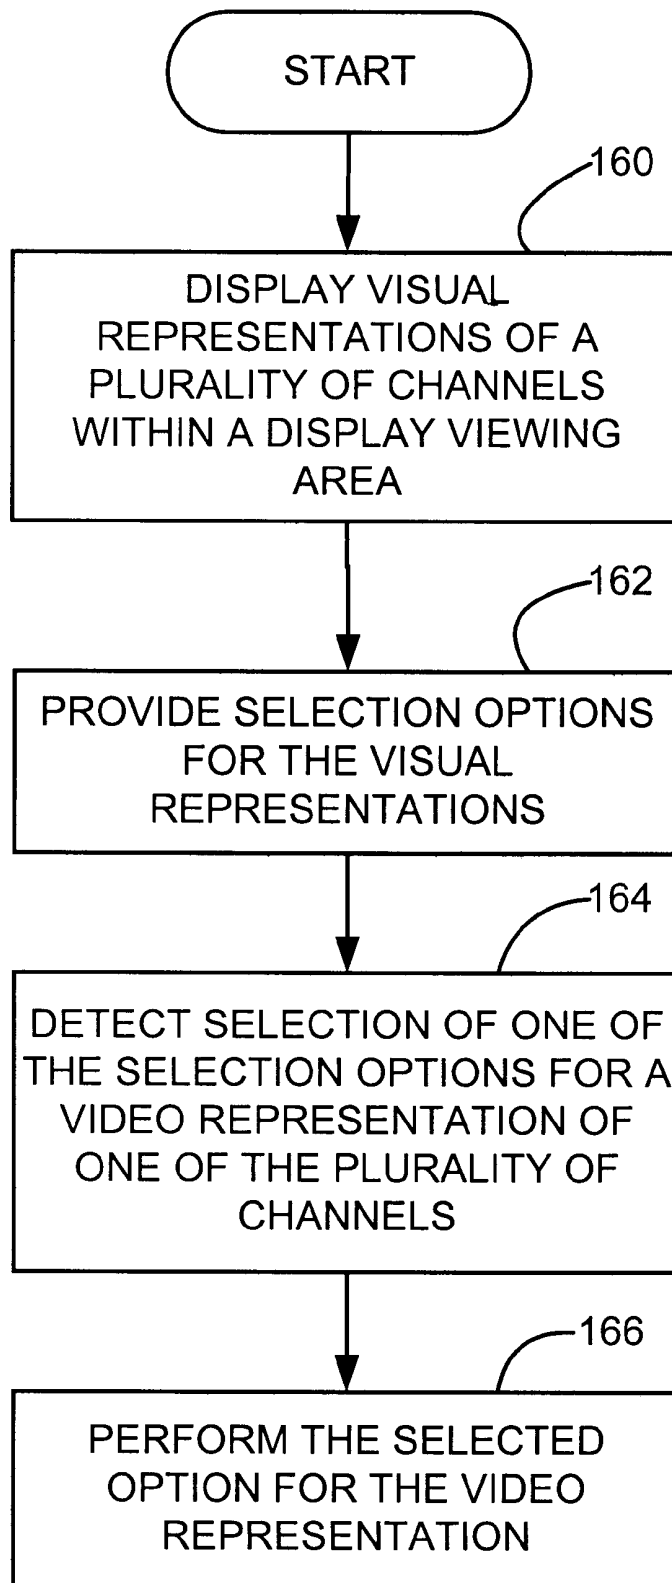 START
160
DISPLAY VISUAL
REPRESENTATIONS OF A
PLURALITY OF CHANNELS
WITHIN A DISPLAY VIEWING
AREA
162
PROVIDE SELECTION OPTIONS
FOR THE VISUAL
REPRESENTATIONS
164
DETECT SELECTION OF ONE OF
THE SELECTION OPTIONS FOR A
VIDEO REPRESENTATION OF
ONE OF THE PLURALITY OF
CHANNELS
166
PERFORM THE SELECTED
OPTION FOR THE VIDEO
REPRESENTATION